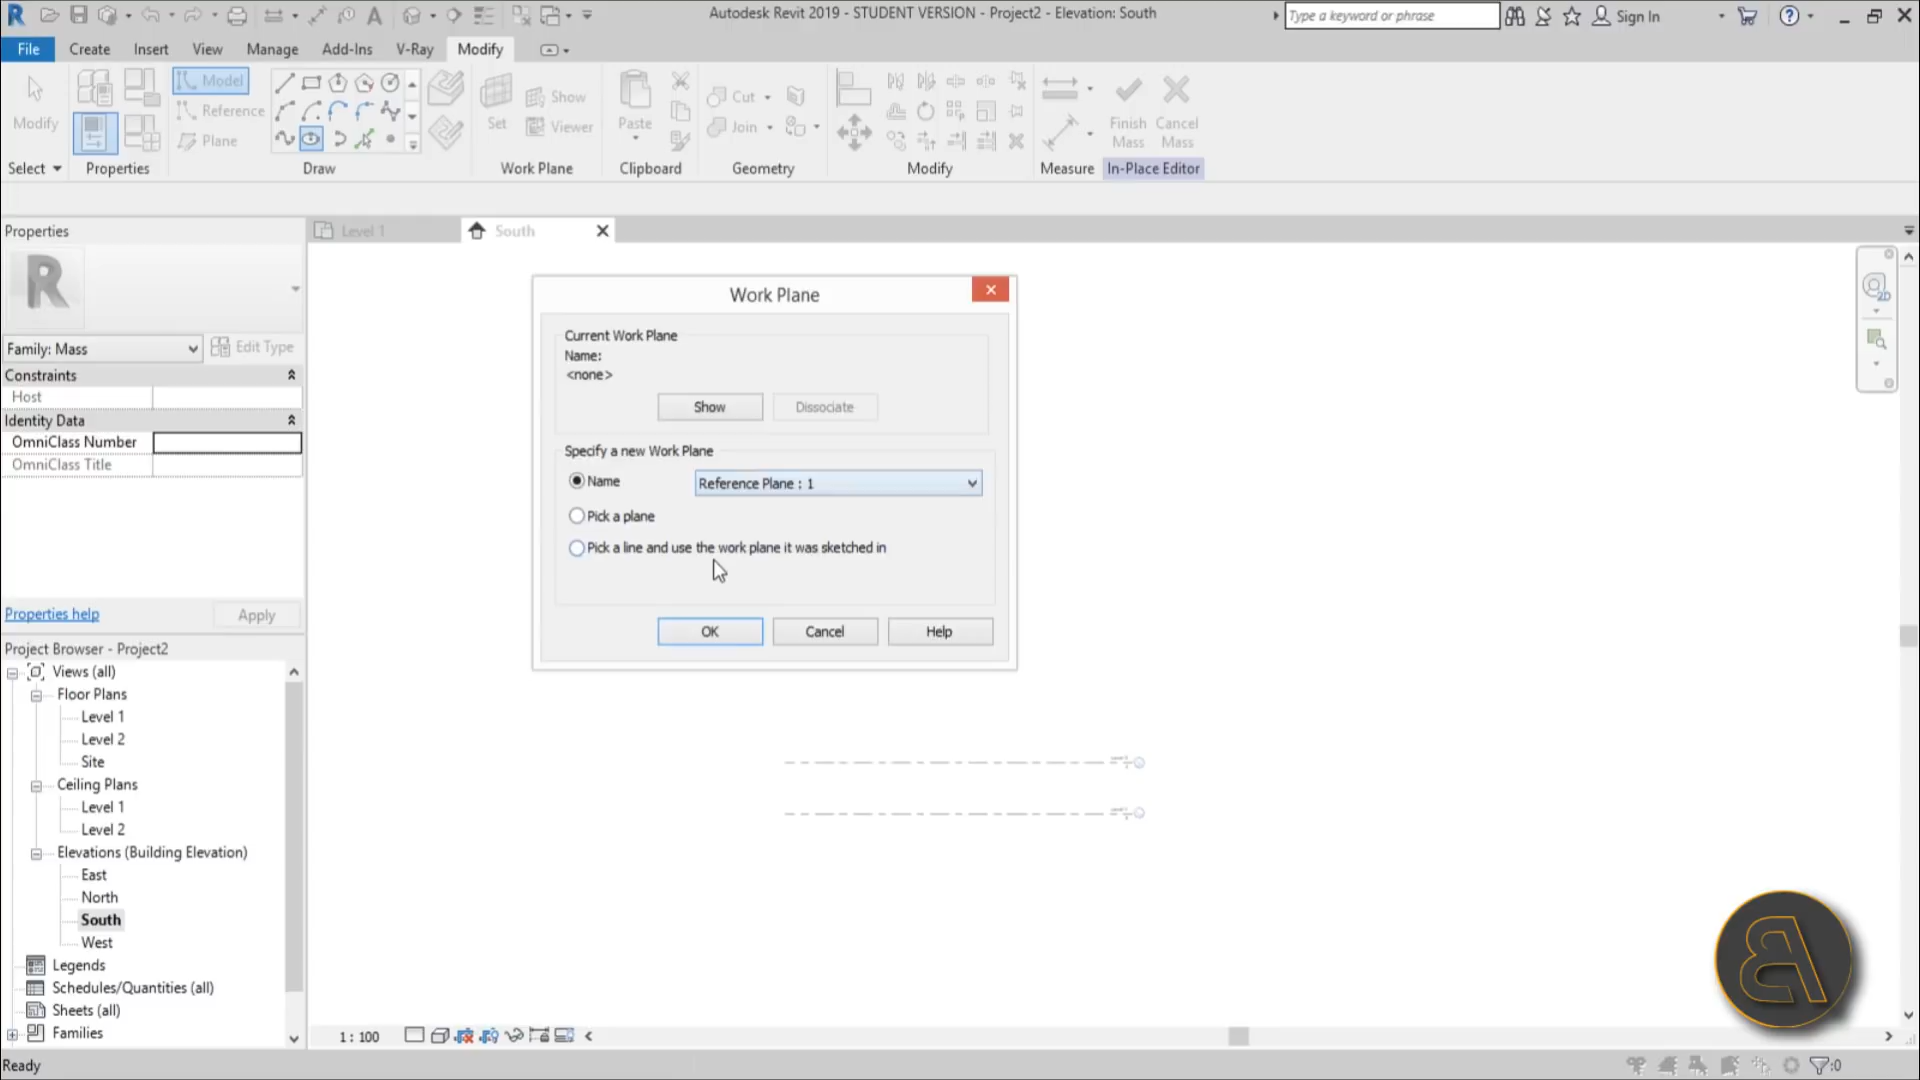 Autodesk Revit 2019 - STUDENT VERSION - Project2 - Elevation: South
Type a keyword or phrase
Sign In
File
Create
Insert
View
Manage
Add-Ins
V-Ray
Modify
Modify
Model
Reference
Plane
Set
Show
Viewer
Paste
Cut
Join
Finish
Mass
Cancel
Mass
Select
Properties
Draw
Work Plane
Clipboard
Geometry
Modify
Measure
In-Place Editor
Properties
Level 1
South
Family: Mass
Edit Type
Constraints
Host
Identity Data
OmniClass Number
OmniClass Title
Properties help
Apply
Project Browser - Project2
Views (all)
Floor Plans
Level 1
Level 2
Site
Ceiling Plans
Level 1
Level 2
Elevations (Building Elevation)
East
North
South
West
Legends
Schedules/Quantities (all)
Sheets (all)
Families
Work Plane
Current Work Plane
Name:
<none>
Show
Dissociate
Specify a new Work Plane
Name
Reference Plane : 1
Pick a plane
Pick a line and use the work plane it was sketched in
OK
Cancel
Help
2D
1 : 100
Ready
:0